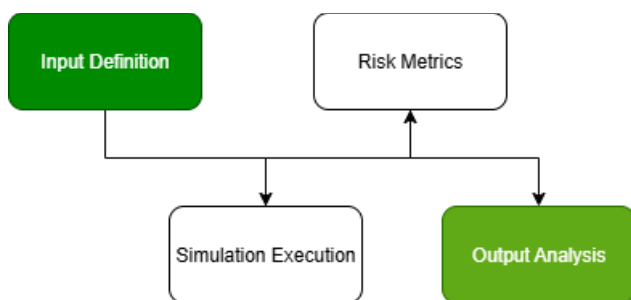 Input Definition
Risk Metrics
Simulation Execution
Output Analysis